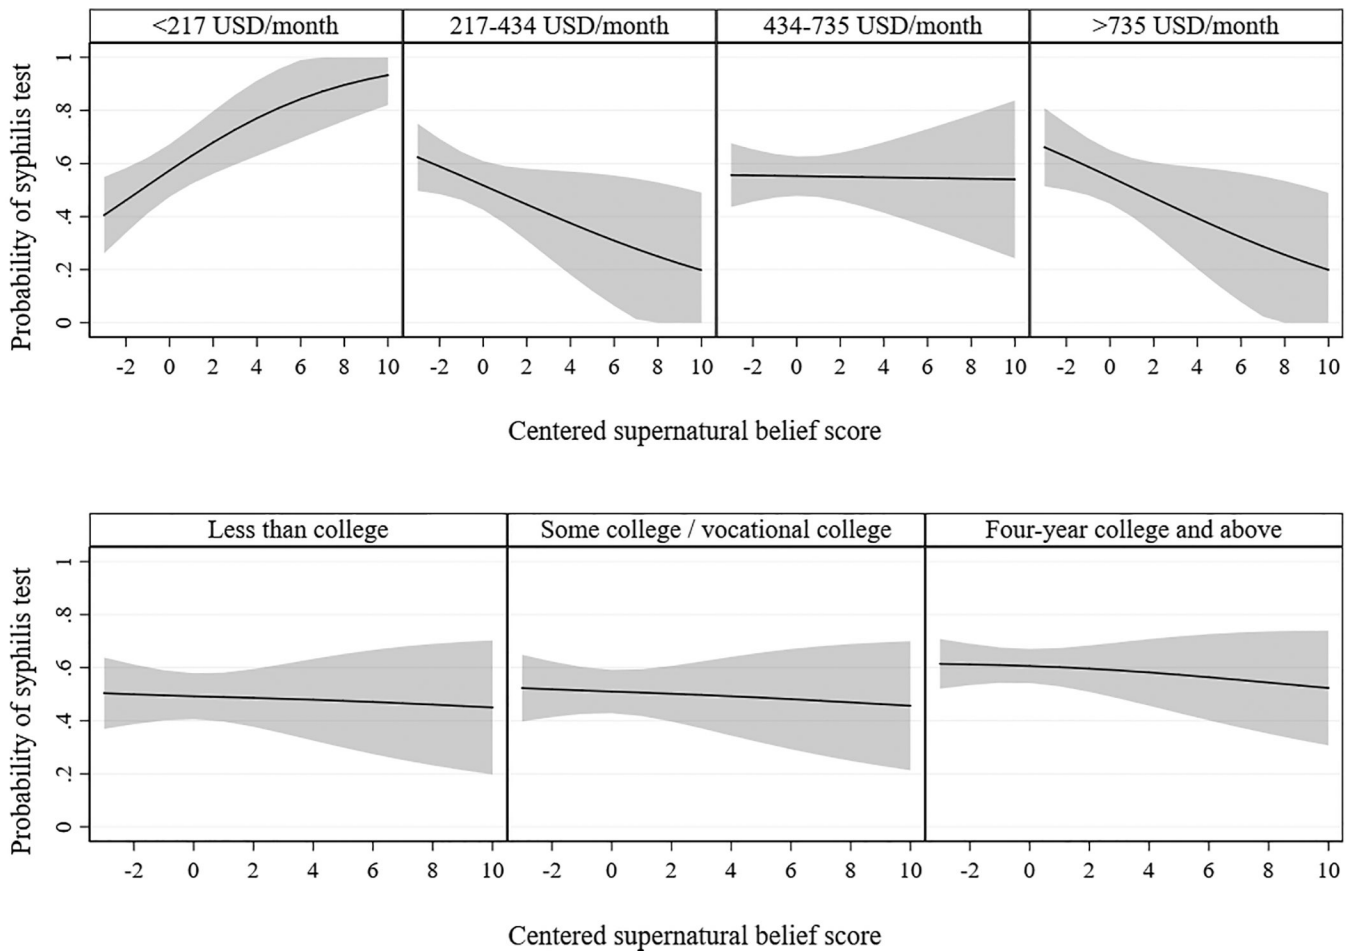 <217 USD/month 217-434 USD/month 434-735 USD/month >735 USD/month
Probability of syphilis test
1
.8
.6
.4
.2
0
-2 0 2 4 6 8 10 -2 0 2 4 6 8 10 -2 0 2 4 6 8 10 -2 0 2 4 6 8 10
Centered supernatural belief score
Less than college Some college / vocational college Four-year college and above
Probability of syphilis test
1
.8
.6
.4
.2
0
-2 0 2 4 6 8 10 -2 0 2 4 6 8 10 -2 0 2 4 6 8 10
Centered supernatural belief score